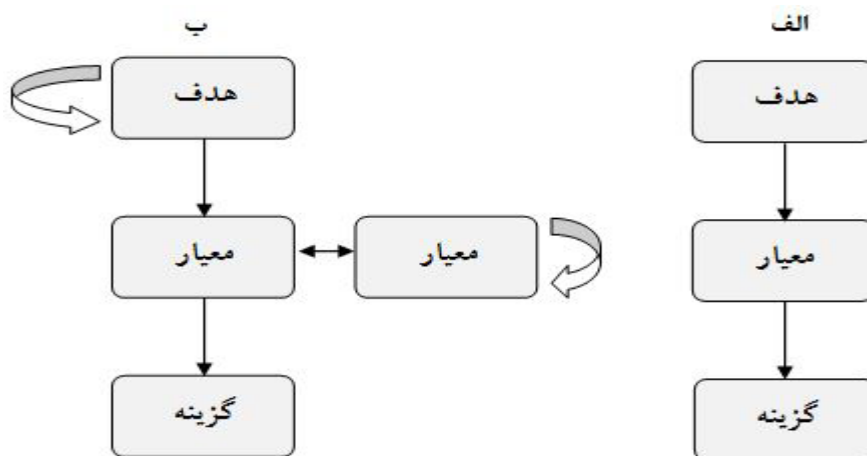 الف
هدف
معیار
گزینه
ب
هدف
معیار
معیار
گزینه